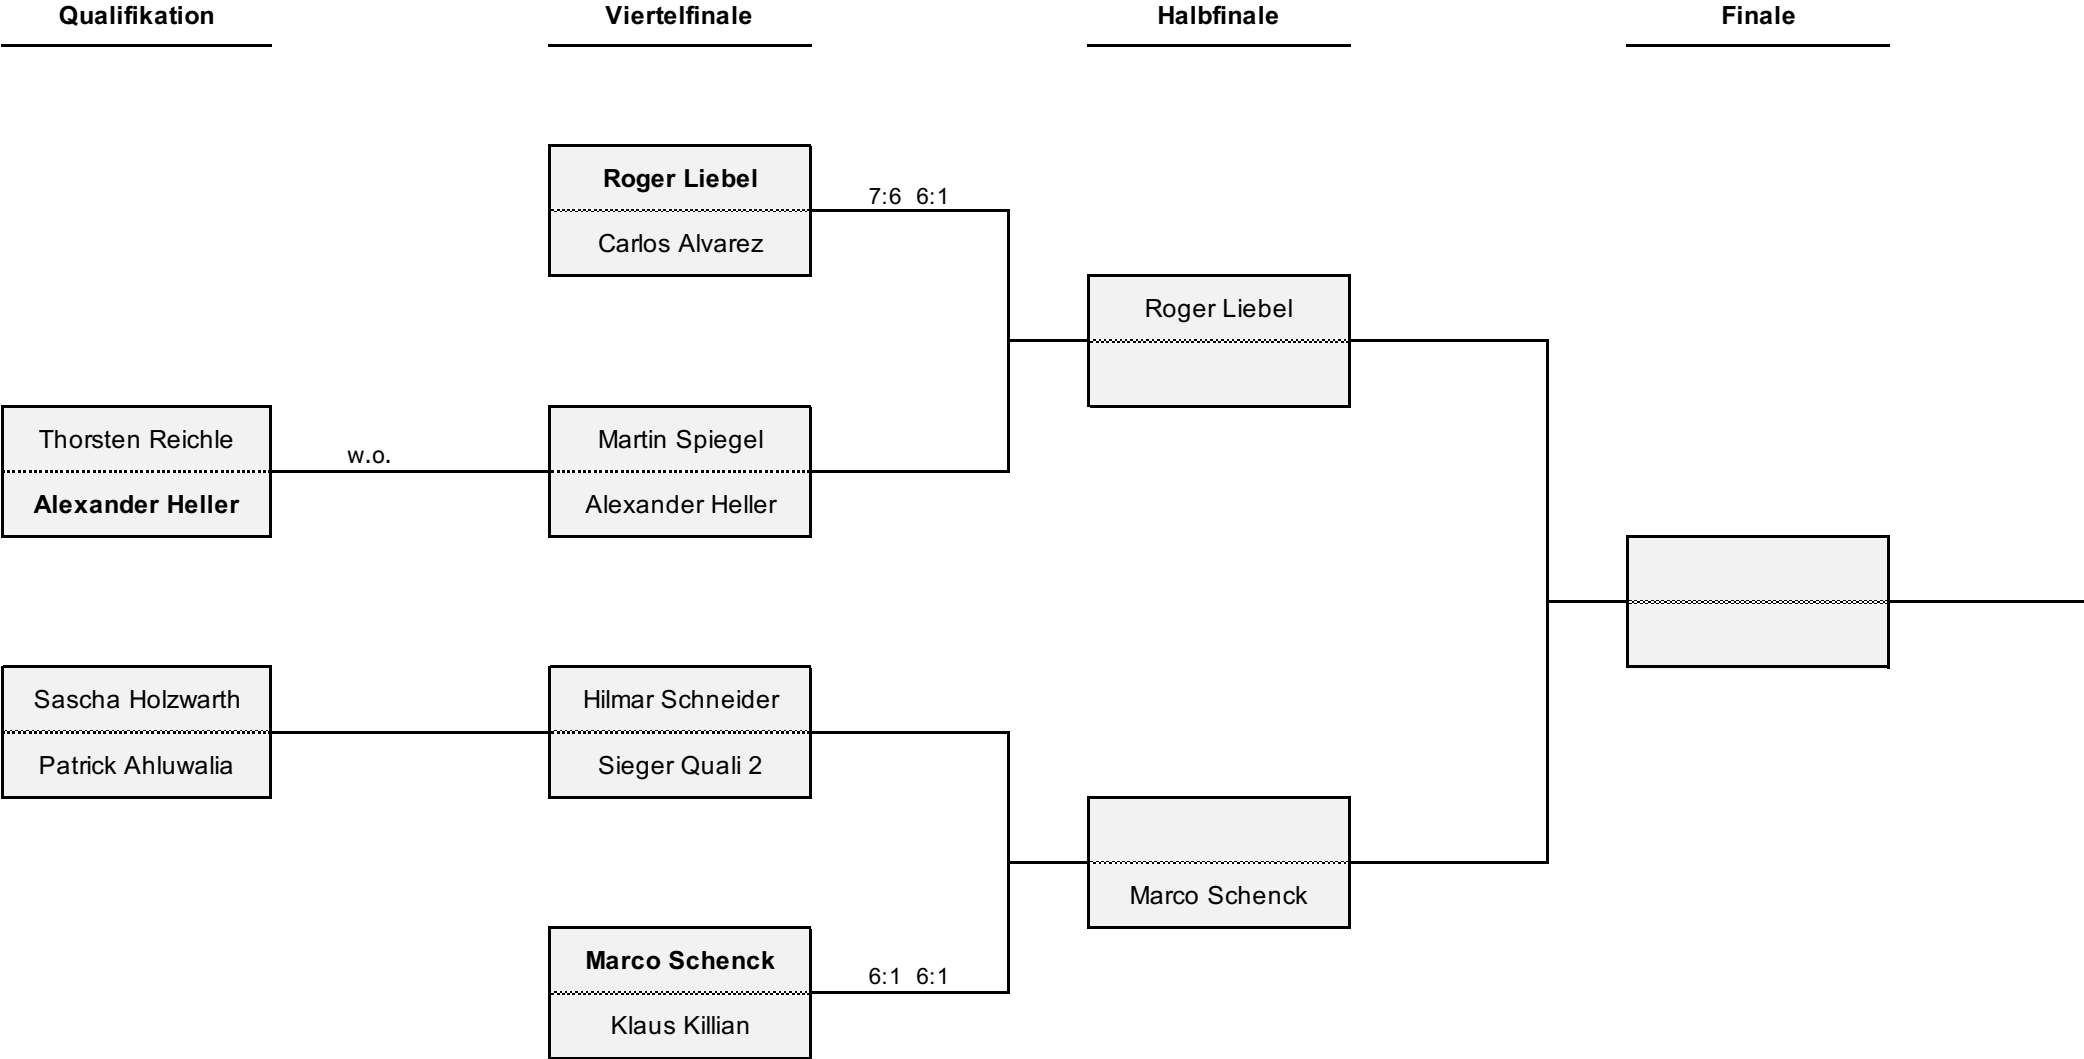 Qualifikation
Viertelfinale
Halbfinale
Finale
Roger Liebel
7:6 6:1
Carlos Alvarez
Roger Liebel
Thorsten Reichle
w.o.
Martin Spiegel
Alexander Heller
Alexander Heller
Sascha Holzwarth
Hilmar Schneider
Patrick Ahluwalia
Sieger Quali 2
Marco Schenck
Marco Schenck
6:1 6:1
Klaus Killian